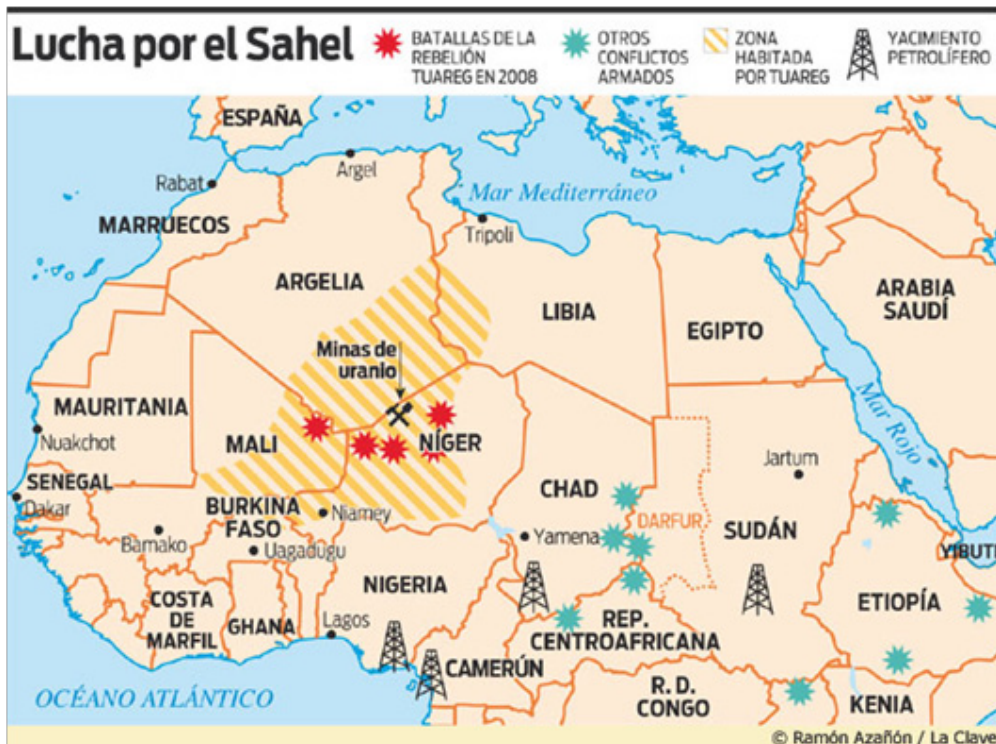 Lucha por el Sahel
BATALLAS DE LA
REBELIÓN
TUAREG EN 2008
OTROS
CONFLICTOS
ARMADOS
ZONA
HABITADA
POR TUAREG
YACIMIENTO
PETROLÍFERO
ESPAÑA
Argel
Rabat
Mar Mediterráneo
MARRUECOS
Tripoli
ARGELIA
LIBIA
EGIPTO
ARABIA
SAUDÍ
Minas de
uranio
Mar Rojo
MAURITANIA
Nuakchot
MALI
NÍGER
Jartum
SENEGAL
Dakar
CHAD
BURKINA
FASO
Niamey
DARFUR
SUDÁN
Bamako
Uagadugu
Yamena
YIBUTI
NIGERIA
ETIOPÍA
COSTA
DE
MARFIL
GHANA
Lagos
REP.
CENTROAFRICANA
CAMERÚN
OCÉANO ATLÁNTICO
R. D.
CONGO
KENIA
© Ramón Azañón / La Clave